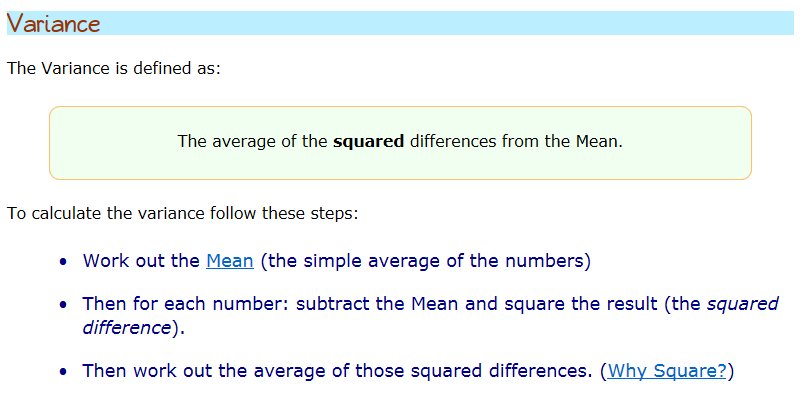 Variance
The Variance is defined as:
The average of the squared differences from the Mean.
To calculate the variance follow these steps:
• Work out the Mean (the simple average of the numbers)
• Then for each number: subtract the Mean and square the result (the squared
difference).
• Then work out the average of those squared differences. (Why Square?)